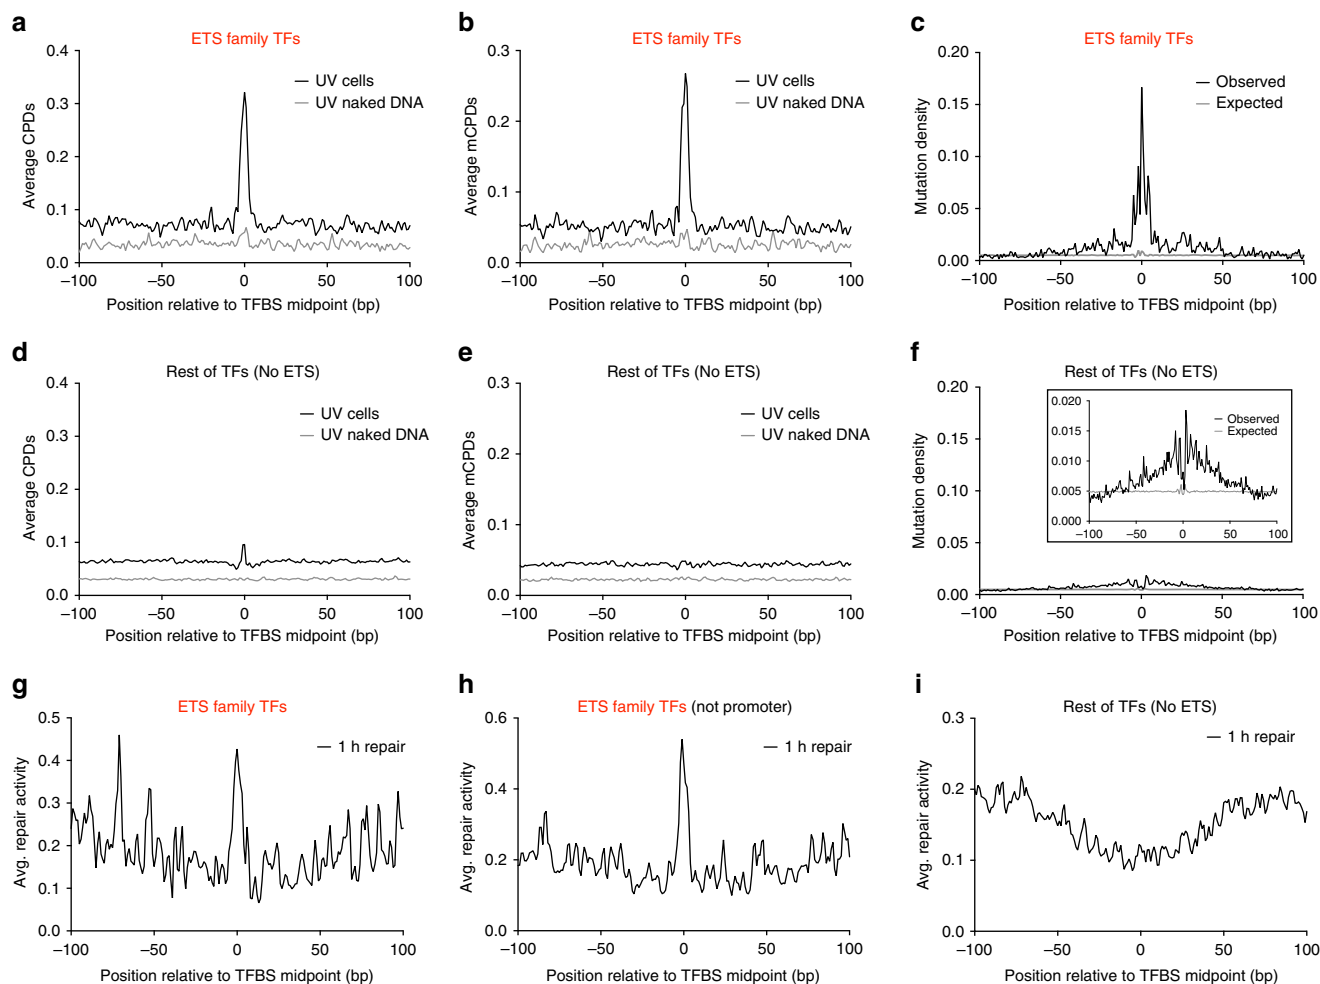 a
ETS family TFs
0.4
0.3
0.2
0.1
0.0
Average CPDs
UV cells
UV naked DNA
−100
−50
0
50
100
Position relative to TFBS midpoint (bp)
b
ETS family TFs
0.3
0.2
0.1
0.0
Average mCPDs
UV cells
UV naked DNA
−100
−50
0
50
100
Position relative to TFBS midpoint (bp)
c
ETS family TFs
0.20
0.15
0.10
0.05
0.00
Mutation density
Observed
Expected
−100
−50
0
50
100
Position relative to TFBS midpoint (bp)
d
Rest of TFs (No ETS)
0.4
0.3
0.2
0.1
0.0
Average CPDs
UV cells
UV naked DNA
−100
−50
0
50
100
Position relative to TFBS midpoint (bp)
e
Rest of TFs (No ETS)
0.3
0.2
0.1
0.0
Average mCPDs
UV cells
UV naked DNA
−100
−50
0
50
100
Position relative to TFBS midpoint (bp)
f
Rest of TFs (No ETS)
0.20
0.15
0.10
0.05
0.00
Mutation density
0.020
0.015
0.010
0.005
0.000
Observed
Expected
−100
−50
0
50
100
−100
−50
0
50
100
Position relative to TFBS midpoint (bp)
g
ETS family TFs
0.5
0.4
0.3
0.2
0.1
0.0
Avg. repair activity
1 h repair
−100
−50
0
50
100
Position relative to TFBS midpoint (bp)
h
ETS family TFs (not promoter)
0.6
0.4
0.2
0.0
Avg. repair activity
1 h repair
−100
−50
0
50
100
Position relative to TFBS midpoint (bp)
i
Rest of TFs (No ETS)
0.3
0.2
0.1
0.0
Avg. repair activity
1 h repair
−100
−50
0
50
100
Position relative to TFBS midpoint (bp)